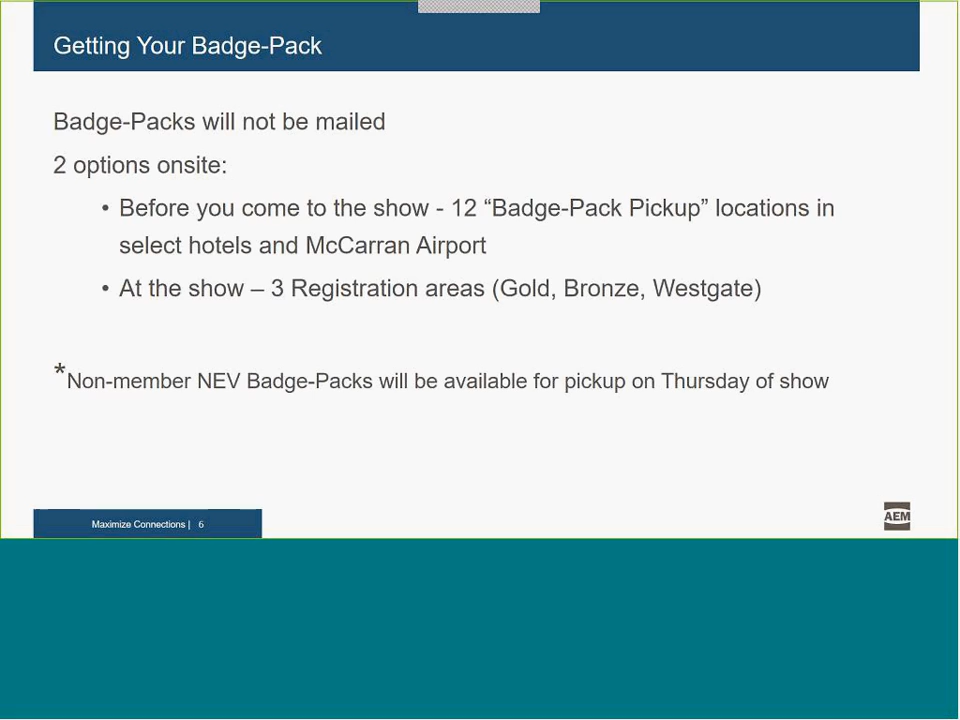 Getting Your Badge-Pack
Badge-Packs will not be mailed
2 options onsite:
• Before you come to the show - 12 “Badge-Pack Pickup” locations in
select hotels and McCarran Airport
• At the show – 3 Registration areas (Gold, Bronze, Westgate)
*Non-member NEV Badge-Packs will be available for pickup on Thursday of show
Maximize Connections | 6
AEM